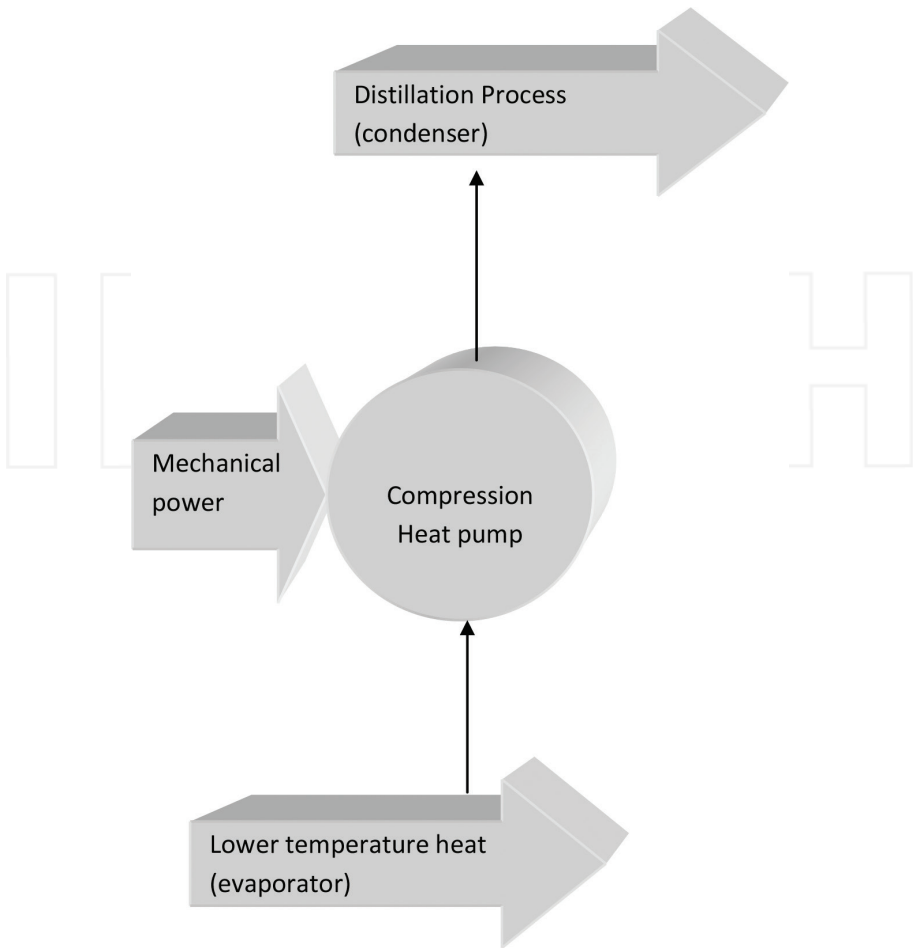 Distillation Process
(condenser)
Mechanical
power
Compression
Heat pump
Lower temperature heat
(evaporator)